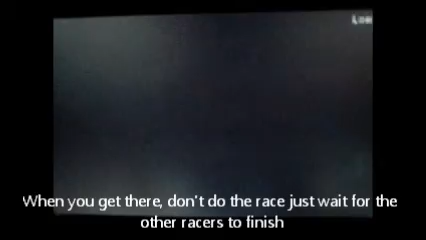 When you get there, don't do the race just wait for the
other racers to finish